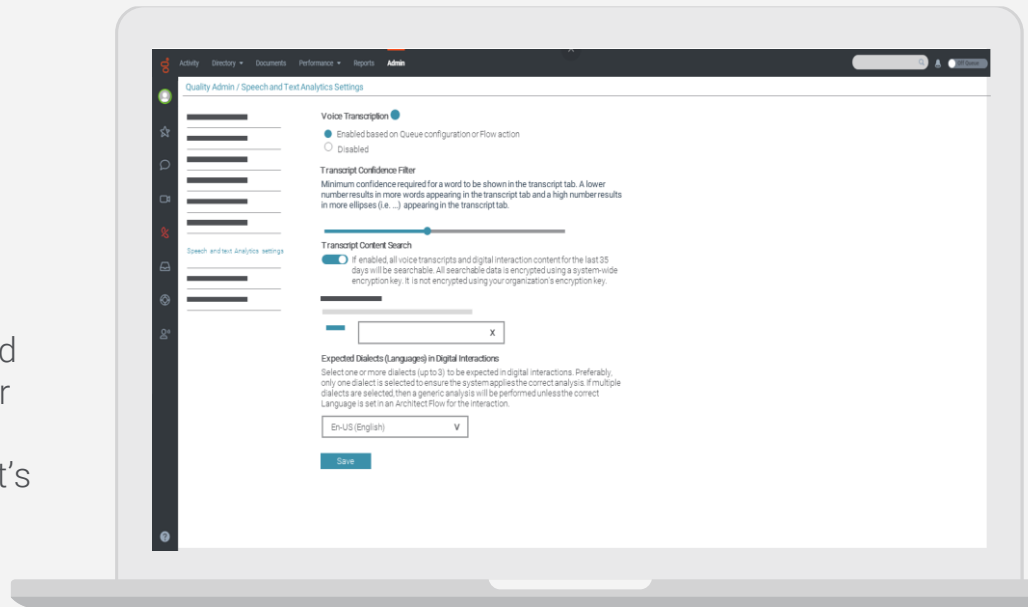 Activity Directory Documents Performance Reports Admin
Off Queue
Quality Admin / Speech and Text Analytics Settings
Voice Transcription
Enabled based on Queue configuration or Flow action
Disabled
Transcript Confidence Filter
Minimum confidence required for a word to be shown in the transcript tab. A lower
number results in more words appearing in the transcript tab and a high number results
in more ellipses (i.e. ...) appearing in the transcript tab.
Speech and text Analytics settings
Transcript Content Search
If enabled, all voice transcripts and digital interaction content for the last 35
days will be searchable. All searchable data is encrypted using a system-wide
encryption key. It is not encrypted using your organization's encryption key.
X
Expected Dialects (Languages) in Digital Interactions
Select one or more dialects (up to 3) to be expected in digital interactions. Preferably,
only one dialect is selected to ensure the system applies the correct analysis. If multiple
dialects are selected, then a generic analysis will be performed unless the correct
Language is set in an Architect Flow for the interaction.
En-US (English) V
Save
d
r
t's